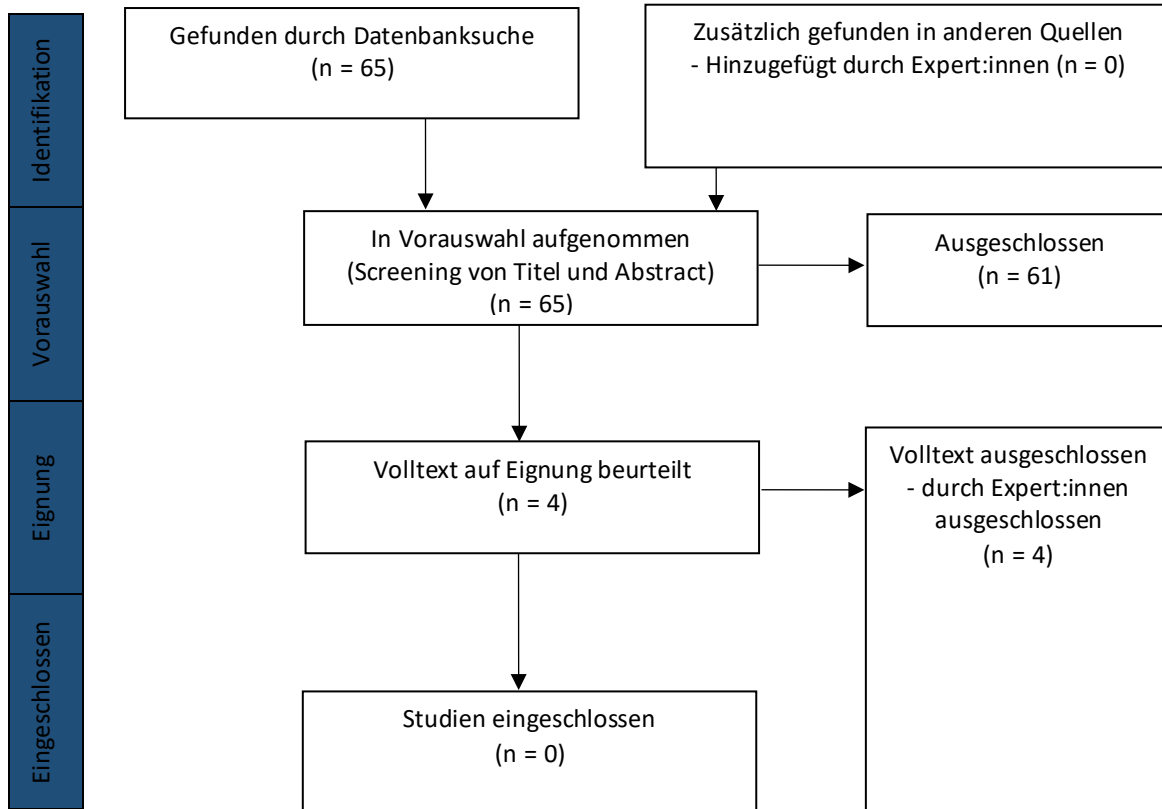 Identifikation
Gefunden durch Datenbanksuche
(n = 65)
Zusätzlich gefunden in anderen Quellen
- Hinzugefügt durch Expert:innen (n = 0)
Vorauswahl
In Vorauswahl aufgenommen
(Screening von Titel und Abstract)
(n = 65)
Ausgeschlossen
(n = 61)
Eignung
Volltext auf Eignung beurteilt
(n = 4)
Volltext ausgeschlossen
- durch Expert:innen
ausgeschlossen
(n = 4)
Eingeschlossen
Studien eingeschlossen
(n = 0)